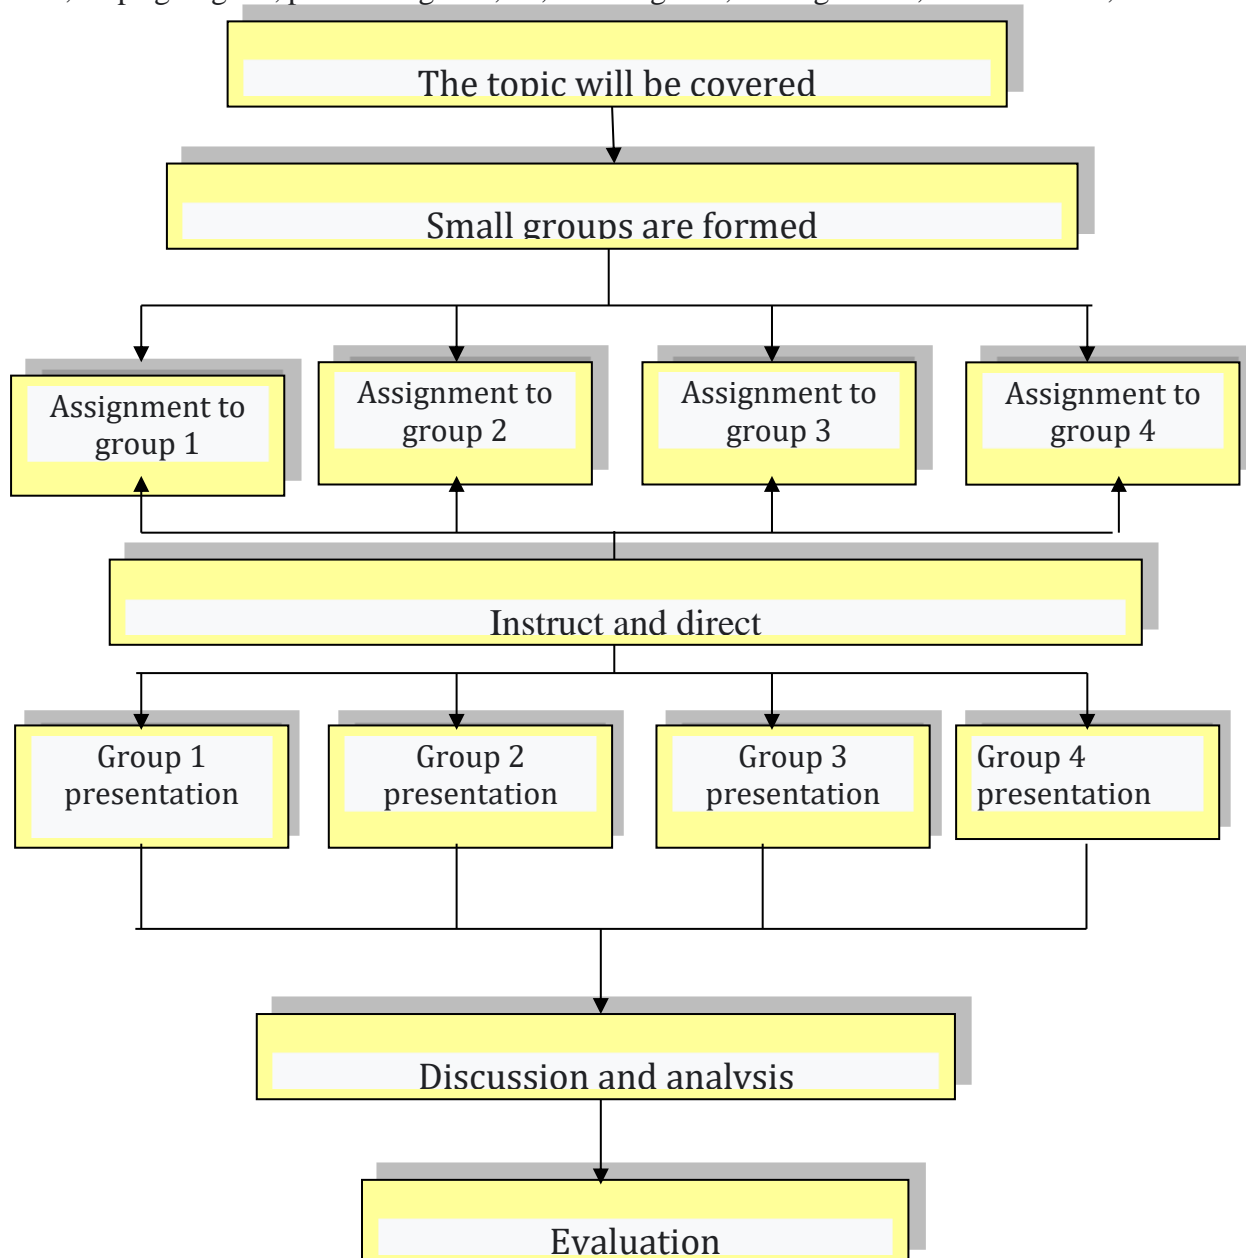 The topic will be covered
Small groups are formed
Assignment to
group 1
Assignment to
group 2
Assignment to
group 3
Assignment to
group 4
Instruct and direct
Group 1
presentation
Group 2
presentation
Group 3
presentation
Group 4
presentation
Discussion and analysis
Evaluation